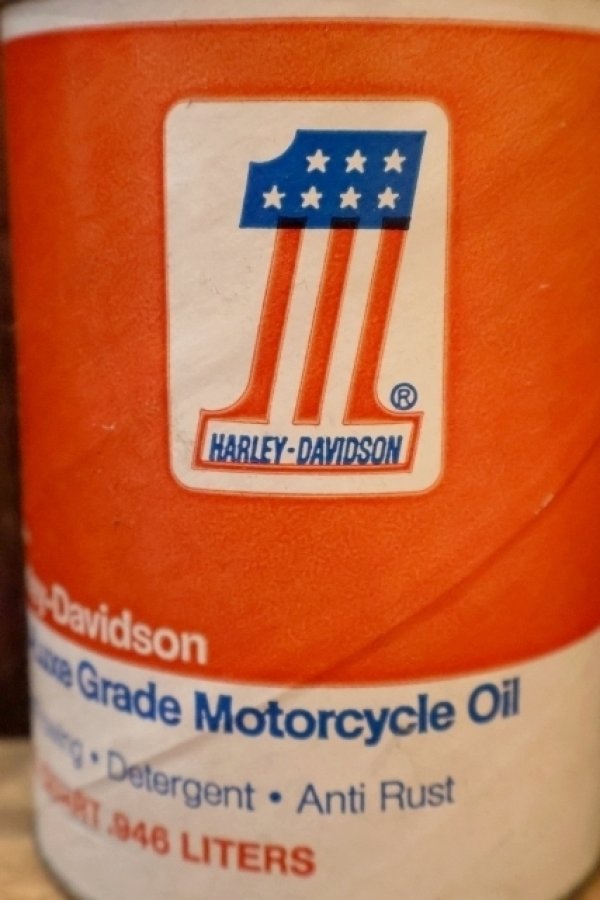 ®
HARLEY-DAVIDSON
-Davidson
Grade Motorcycle Oil
• Detergent • Anti Rust
.946 LITERS